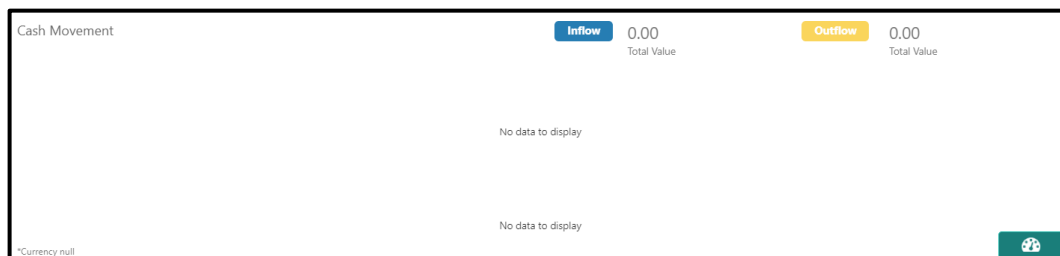 Cash Movement
Inflow
0.00
Total Value
Outflow
0.00
Total Value
No data to display
No data to display
*Currency null